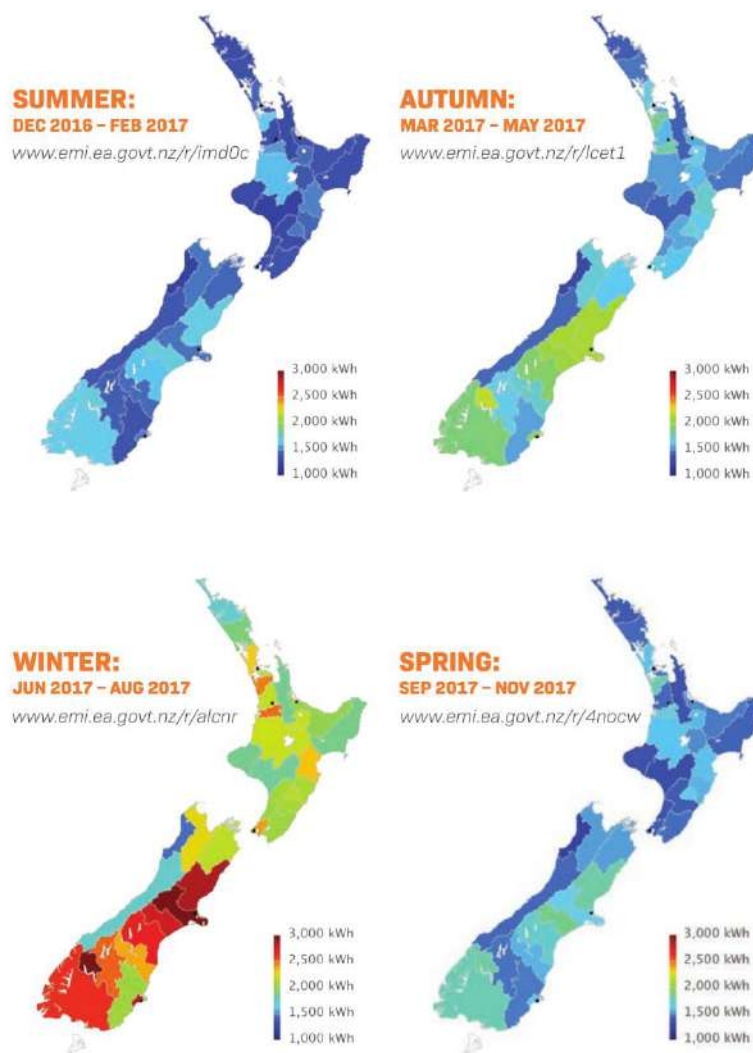 SUMMER:
DEC 2016 – FEB 2017
www.emi.ea.govt.nz/r/imd0c
3,000 kWh
2,500 kWh
2,000 kWh
1,500 kWh
1,000 kWh
AUTUMN:
MAR 2017 – MAY 2017
www.emi.ea.govt.nz/r/lcet1
3,000 kWh
2,500 kWh
2,000 kWh
1,500 kWh
1,000 kWh
WINTER:
JUN 2017 – AUG 2017
www.emi.ea.govt.nz/r/alcnr
3,000 kWh
2,500 kWh
2,000 kWh
1,500 kWh
1,000 kWh
SPRING:
SEP 2017 – NOV 2017
www.emi.ea.govt.nz/r/4nocw
3,000 kWh
2,500 kWh
2,000 kWh
1,500 kWh
1,000 kWh